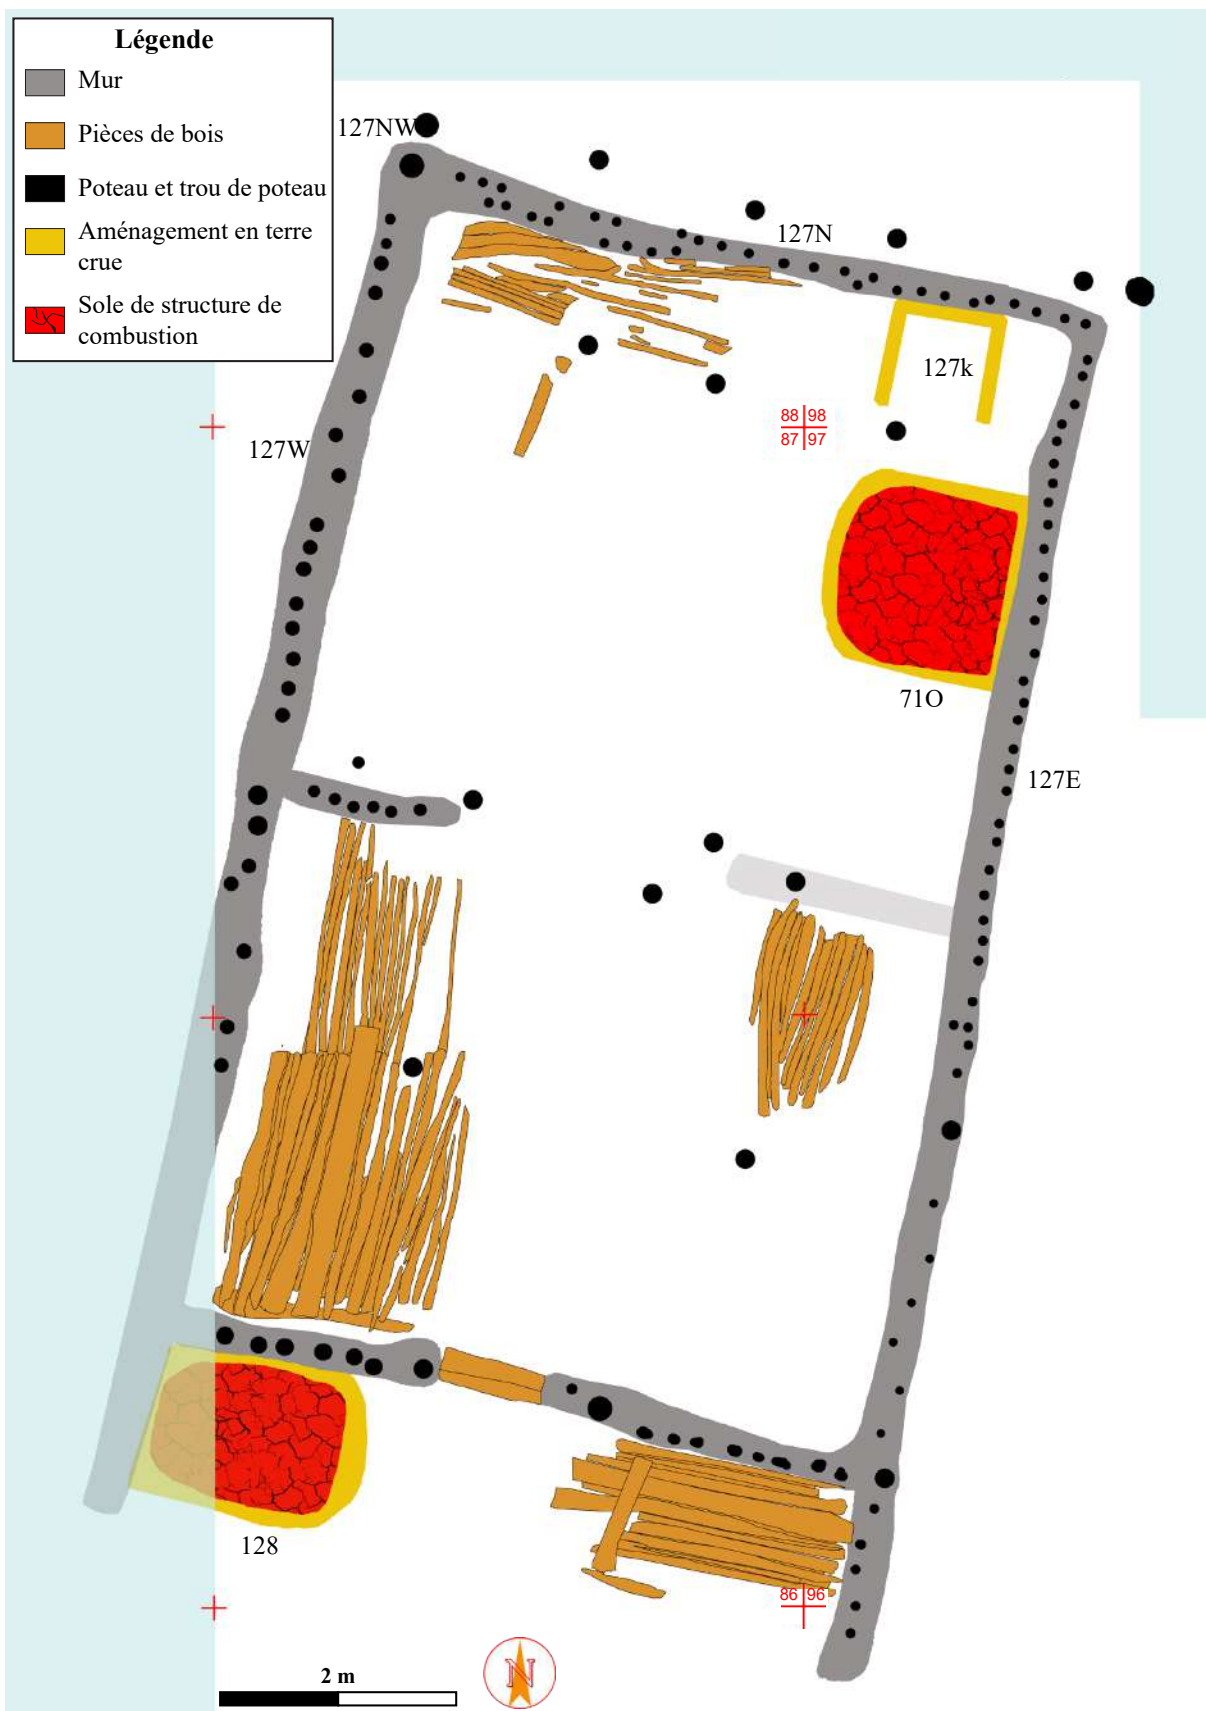 Légende
Mur
Pièces de bois
Poteau et trou de poteau
Aménagement en terre
crue
Sole de structure de
combustion
127NW
127N
127k
88 98
87 97
127W
71O
127E
128
86 96
2 m
N